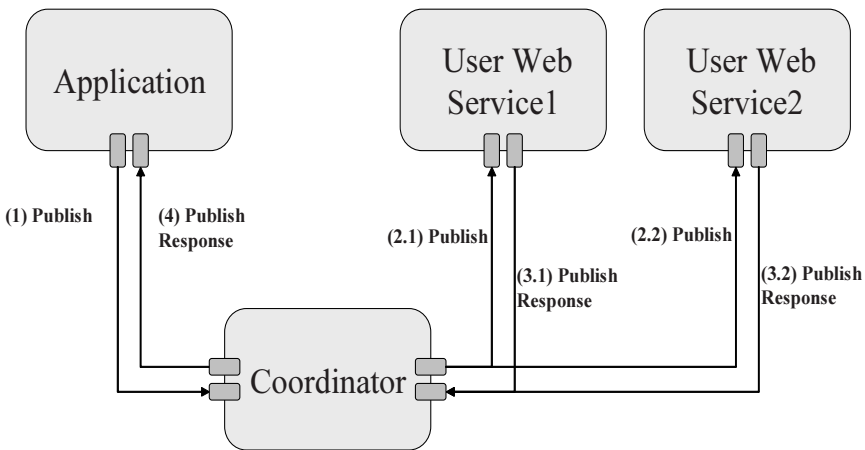 Application
User Web
Service1
User Web
Service2
(1) Publish
(4) Publish
Response
(2.1) Publish
(3.1) Publish
Response
(2.2) Publish
(3.2) Publish
Response
Coordinator